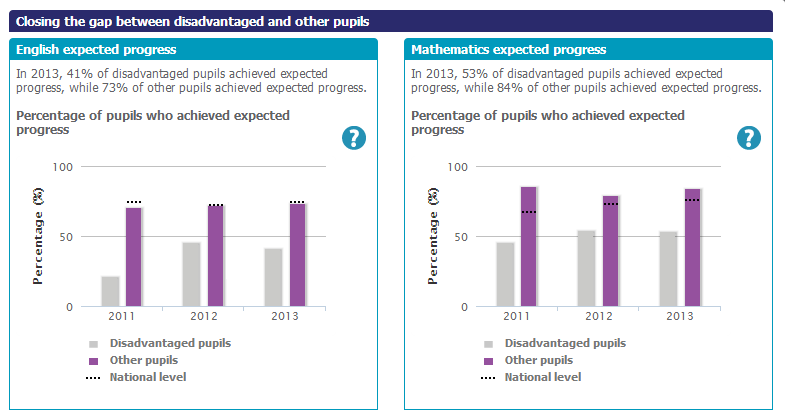 Closing the gap between disadvantaged and other pupils
English expected progress
In 2013, 41% of disadvantaged pupils achieved expected
progress, while 73% of other pupils achieved expected progress.
Percentage of pupils who achieved expected
progress
?
100
50
0
Percentage (%)
2011
2012
2013
Disadvantaged pupils
Other pupils
National level
Mathematics expected progress
In 2013, 53% of disadvantaged pupils achieved expected
progress, while 84% of other pupils achieved expected progress.
Percentage of pupils who achieved expected
progress
?
100
50
0
Percentage (%)
2011
2012
2013
Disadvantaged pupils
Other pupils
National level